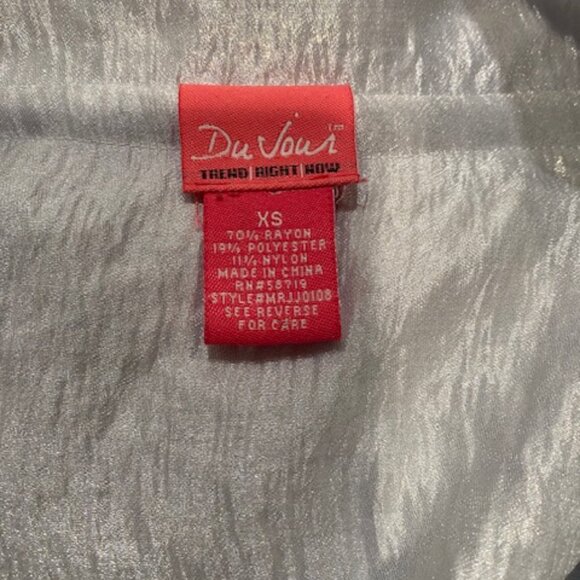 Du Jour™
TREND RIGHT NOW
XS
70% RAYON
19% POLYESTER
11% NYLON
MADE IN CHINA
RN#58719
STYLE#MRJJ0108
SEE REVERSE
FOR CARE